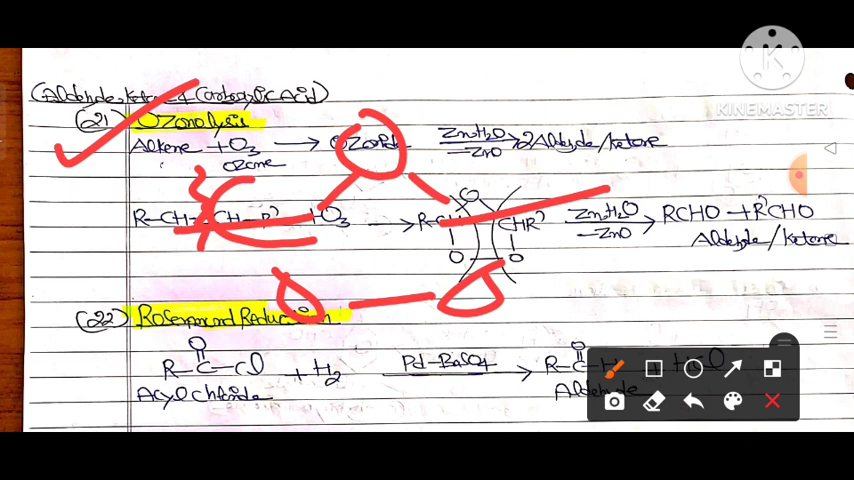 KINEMASTER
(Aldehyde, Ketone & Carboxylic Acid)
(21) Ozonolysis
Alkene + O3 → Ozonide Zn, H2O −ZnO → 2 Aldehyde/Ketone
Ozone
R−CH=CH−R' + O3 → R−CH O CHR' O−O Zn, H2O −ZnO → RCHO + R'CHO
Aldehyde/Ketone
(22) Rosenmund Reduction
R−C(=O)−Cl + H2 Pd−BaSO4 → R−C(=O)−H + HCl
Acyl Chloride Aldehyde